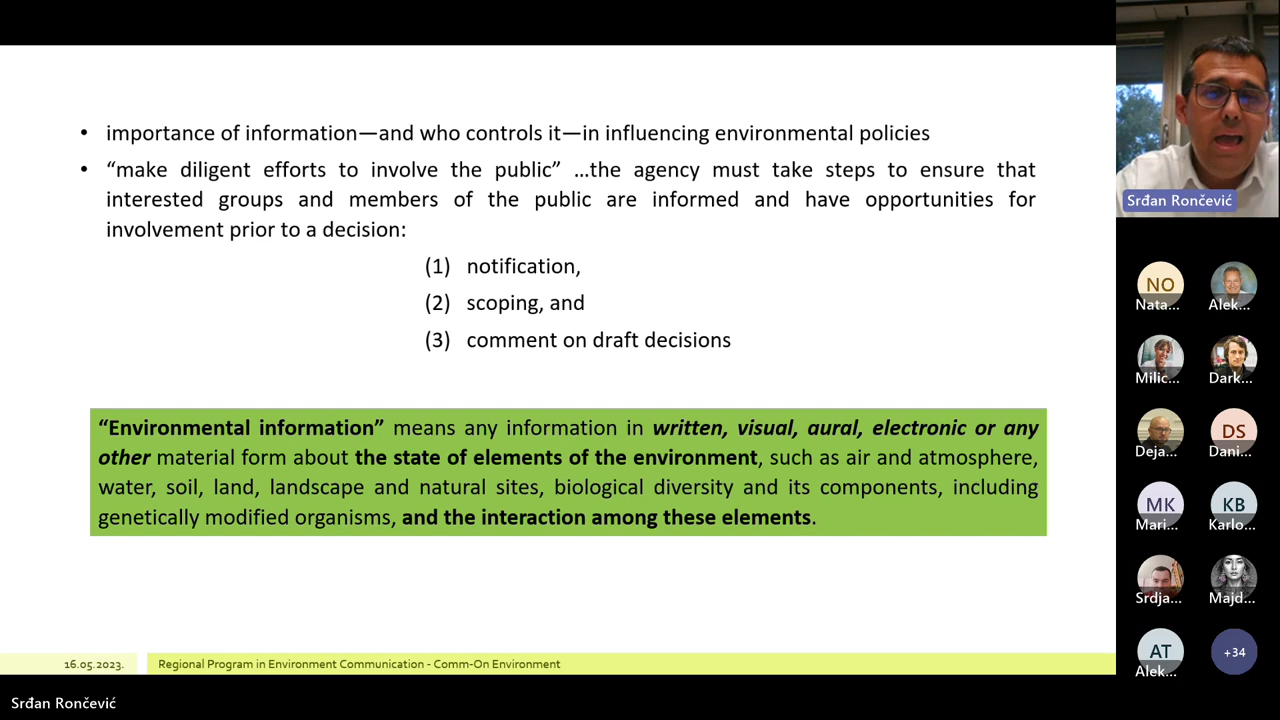 • importance of information—and who controls it—in influencing environmental policies
• “make diligent efforts to involve the public” ...the agency must take steps to ensure that
interested groups and members of the public are informed and have opportunities for
involvement prior to a decision:
(1) notification,
(2) scoping, and
(3) comment on draft decisions
“Environmental information” means any information in written, visual, aural, electronic or any
other material form about the state of elements of the environment, such as air and atmosphere,
water, soil, land, landscape and natural sites, biological diversity and its components, including
genetically modified organisms, and the interaction among these elements.
16.05.2023.
Regional Program in Environment Communication - Comm-On Environment
Srđan Rončević
Srđan Rončević
NO
Nata...
Alek...
Milic...
Dark...
Deja...
DS
Dani...
MK
Mari...
KB
Karlo...
Srdja...
Majd...
AT
Alek...
+34